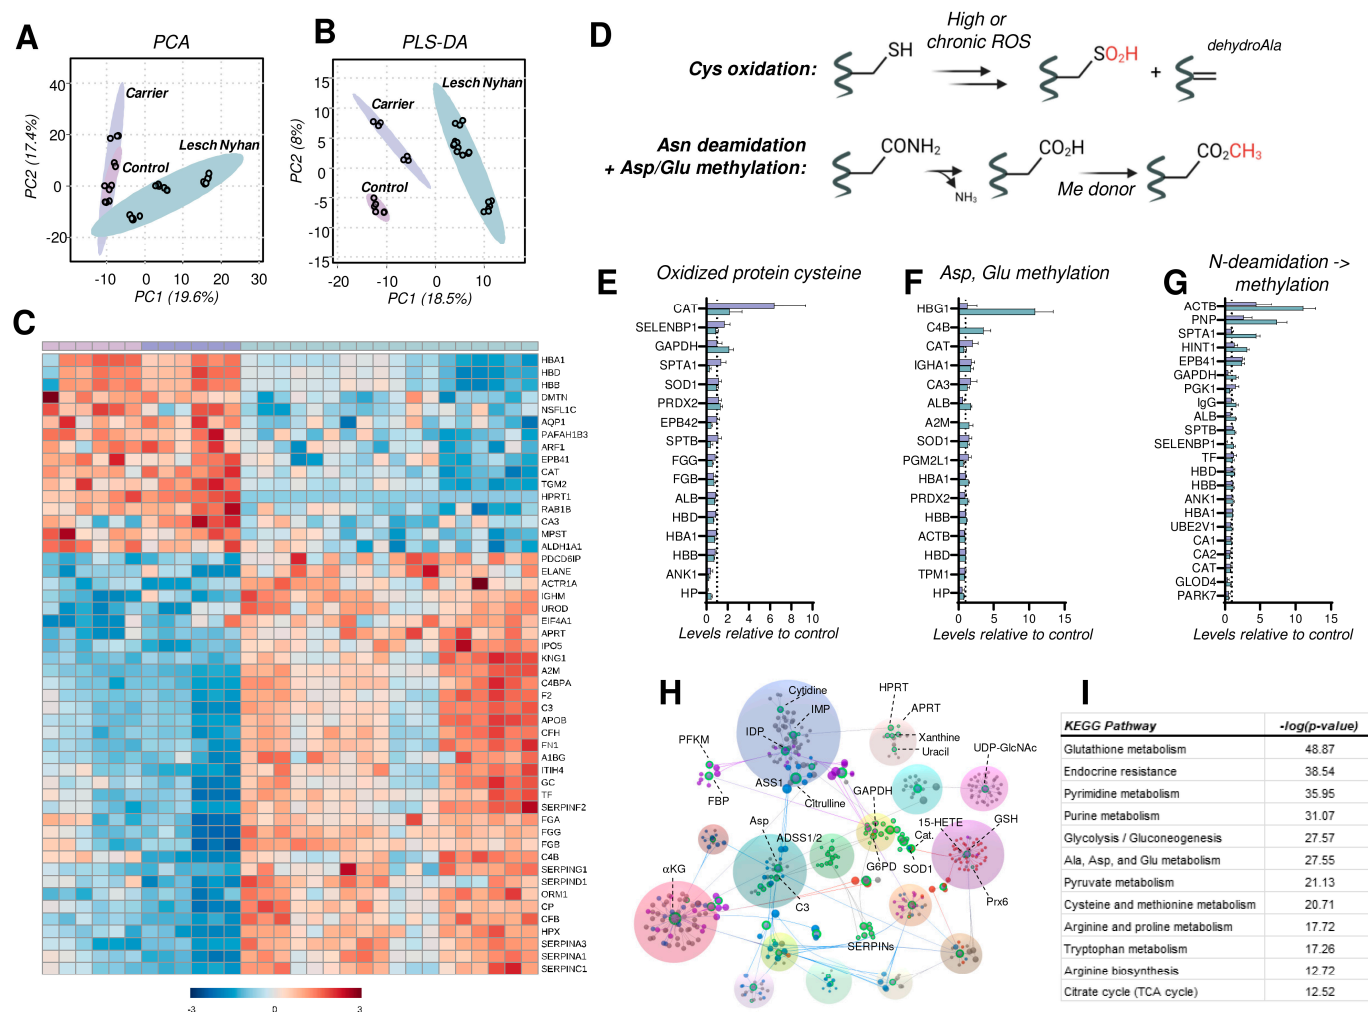 A
PCA
PC2 (17.4%)
40
20
0
-20
Carrier
Control
Lesch Nyhan
-10
0
10
20
30
PC1 (19.6%)
B
PLS-DA
PC2 (8%)
15
10
5
0
-5
-10
-15
Carrier
Control
Lesch Nyhan
-20
-10
0
10
PC1 (18.5%)
C
HBA1
HBD
HBB
DMTN
NSFL1C
AQP1
PAFAH1B3
ARF1
EPB41
CAT
TGM2
HPRT1
RAB1B
CA3
MPST
ALDH1A1
PDCD6IP
ELANE
ACTR1A
IGHM
UROD
EIF4A1
APRT
IPO5
KNG1
A2M
C4BPA
F2
C3
APOB
CFH
FN1
A1BG
ITIH4
GC
TF
SERPINF2
FGA
FGG
FGB
C4B
SERPING1
SERPIND1
ORM1
CP
CFB
HPX
SERPINA3
SERPINA1
SERPINC1
-3
0
3
D
Cys oxidation:
SH
High or
chronic ROS
SO2H
+
dehydroAla
Asn deamidation
+ Asp/Glu methylation:
CONH2
NH3
CO2H
Me donor
CO2CH3
E
Oxidized protein cysteine
CAT
SELENBP1
GAPDH
SPTA1
SOD1
PRDX2
EPB42
SPTB
FGG
FGB
ALB
HBD
HBA1
HBB
ANK1
HP
0
2
4
6
8
10
Levels relative to control
F
Asp, Glu methylation
HBG1
C4B
CAT
IGHA1
CA3
ALB
A2M
SOD1
PGM2L1
HBA1
PRDX2
HBB
ACTB
HBD
TPM1
HP
0
5
10
15
Levels relative to control
G
N-deamidation ->
methylation
ACTB
PNP
SPTA1
HINT1
EPB41
GAPDH
PGK1
IgG
ALB
SPTB
SELENBP1
TF
HBD
HBB
ANK1
HBA1
UBE2V1
CA1
CA2
CAT
GLOD4
PARK7
0
5
10
15
Levels relative to control
H
Cytidine
IMP
IDP
PFKM
FBP
ASS1
Citrulline
HPRT
APRT
Xanthine
Uracil
UDP-GlcNAc
GAPDH
15-HETE
GSH
Cat.
SOD1
G6PD
Prx6
Asp
ADSS1/2
C3
αKG
SERPINs
I
KEGG Pathway -log(p-value)
Glutathione metabolism 48.87
Endocrine resistance 38.54
Pyrimidine metabolism 35.95
Purine metabolism 31.07
Glycolysis / Gluconeogenesis 27.57
Ala, Asp, and Glu metabolism 27.55
Pyruvate metabolism 21.13
Cysteine and methionine metabolism 20.71
Arginine and proline metabolism 17.72
Tryptophan metabolism 17.26
Arginine biosynthesis 12.72
Citrate cycle (TCA cycle) 12.52